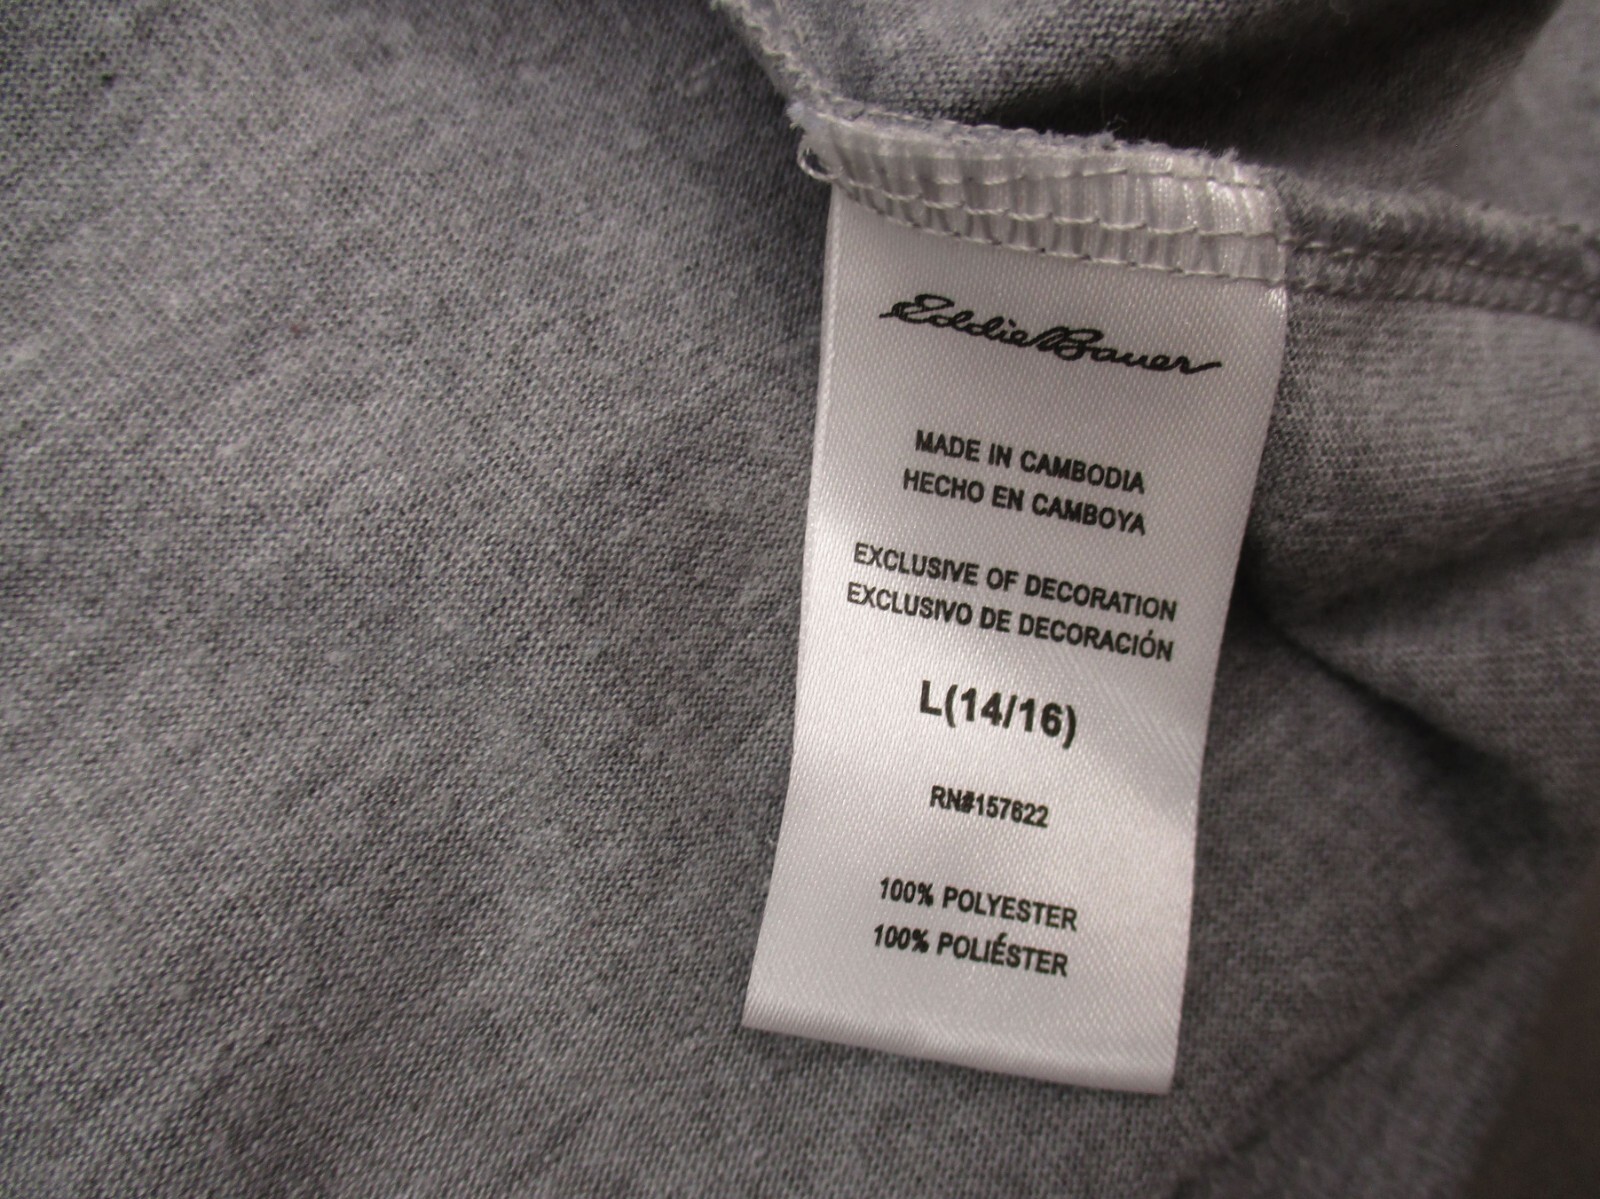 Eddie Bauer
MADE IN CAMBODIA
HECHO EN CAMBOYA
EXCLUSIVE OF DECORATION
EXCLUSIVO DE DECORACIÓN
L(14/16)
RN#157622
100% POLYESTER
100% POLIÉSTER